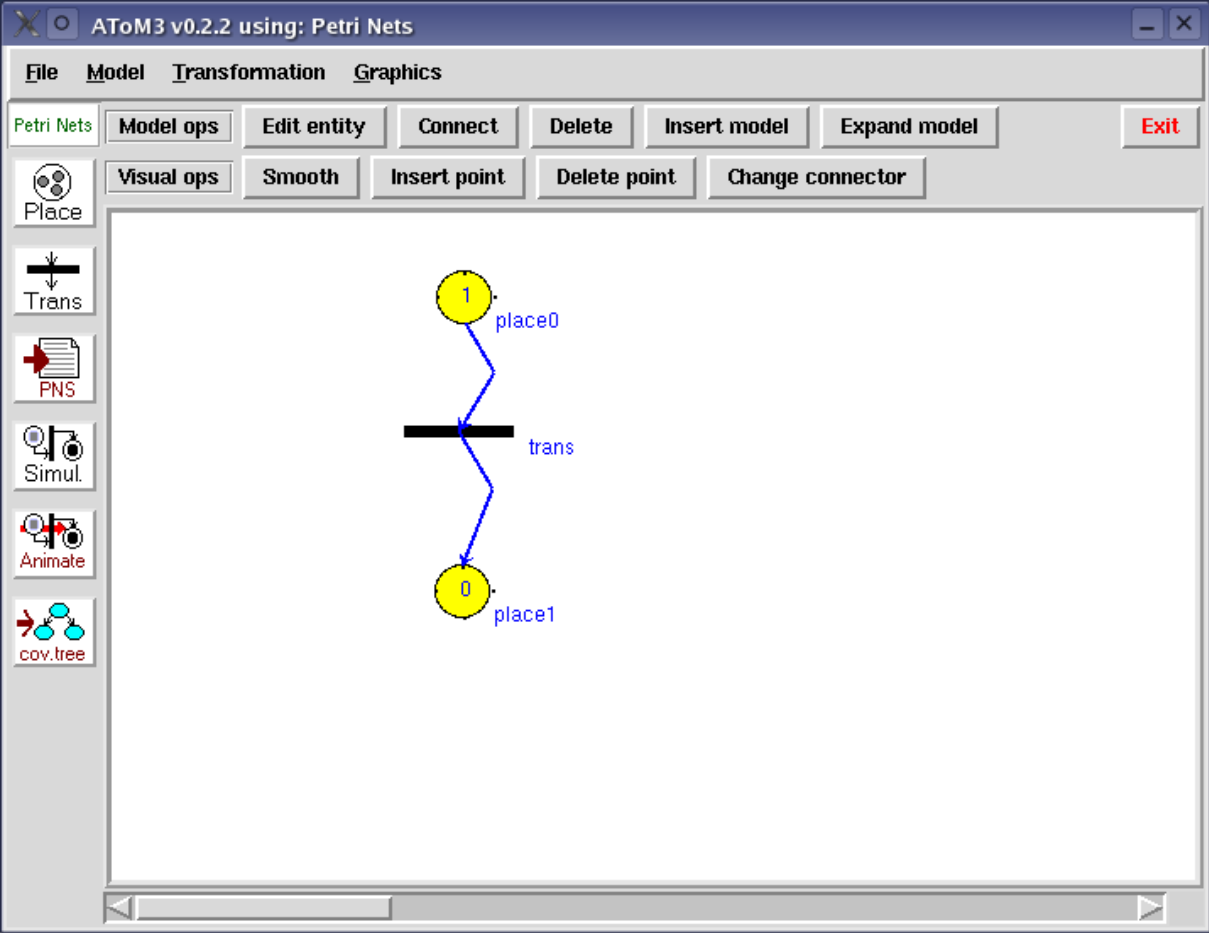 AToM3 v0.2.2 using: Petri Nets
File Model Transformation Graphics
Petri Nets Model ops Edit entity Connect Delete Insert model Expand model Exit
Visual ops Smooth Insert point Delete point Change connector
Place
Trans
PNS
Simul.
Animate
cov.tree
1
place0
trans
0
place1